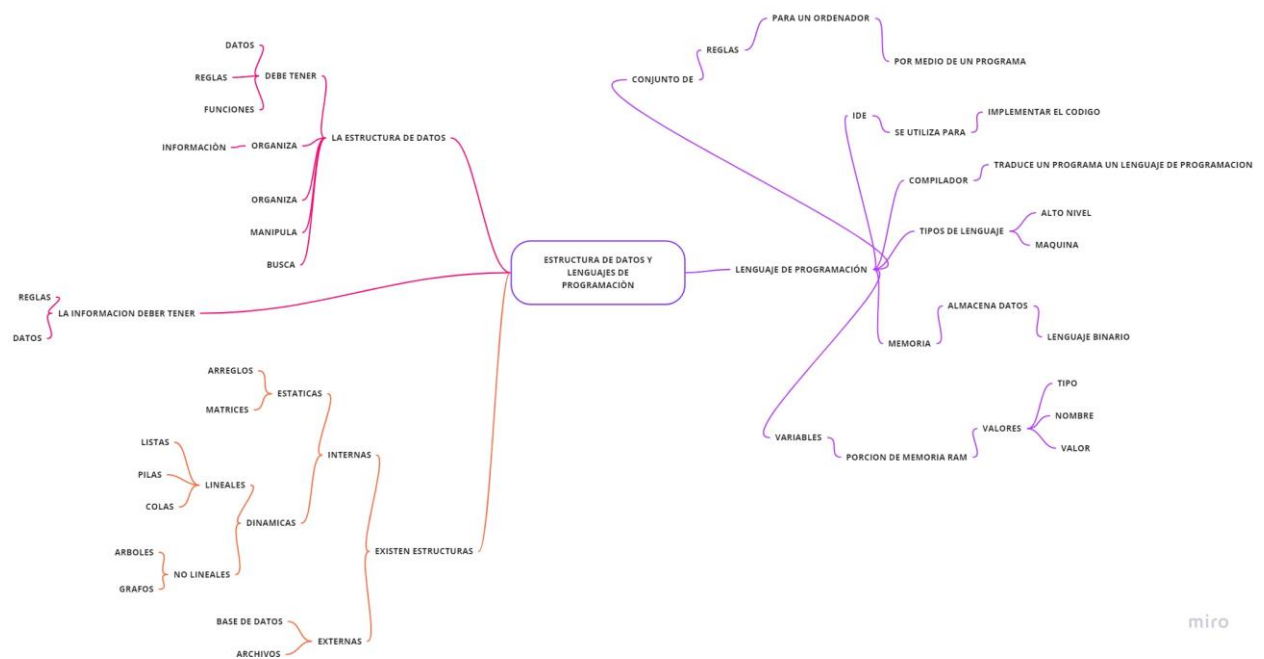 DATOS
REGLAS
FUNCIONES
DEBE TENER
INFORMACIÒN
ORGANIZA
ORGANIZA
MANIPULA
BUSCA
LA ESTRUCTURA DE DATOS
REGLAS
DATOS
LA INFORMACION DEBER TENER
ARREGLOS
MATRICES
ESTATICAS
LISTAS
PILAS
COLAS
LINEALES
ARBOLES
GRAFOS
NO LINEALES
DINAMICAS
INTERNAS
BASE DE DATOS
ARCHIVOS
EXTERNAS
EXISTEN ESTRUCTURAS
ESTRUCTURA DE DATOS Y
LENGUAJES DE
PROGRAMACIÒN
LENGUAJE DE PROGRAMACIÓN
CONJUNTO DE
REGLAS
PARA UN ORDENADOR
POR MEDIO DE UN PROGRAMA
IDE
SE UTILIZA PARA
IMPLEMENTAR EL CODIGO
COMPILADOR
TRADUCE UN PROGRAMA UN LENGUAJE DE PROGRAMACION
TIPOS DE LENGUAJE
ALTO NIVEL
MAQUINA
MEMORIA
ALMACENA DATOS
LENGUAJE BINARIO
VARIABLES
PORCION DE MEMORIA RAM
VALORES
TIPO
NOMBRE
VALOR
miro